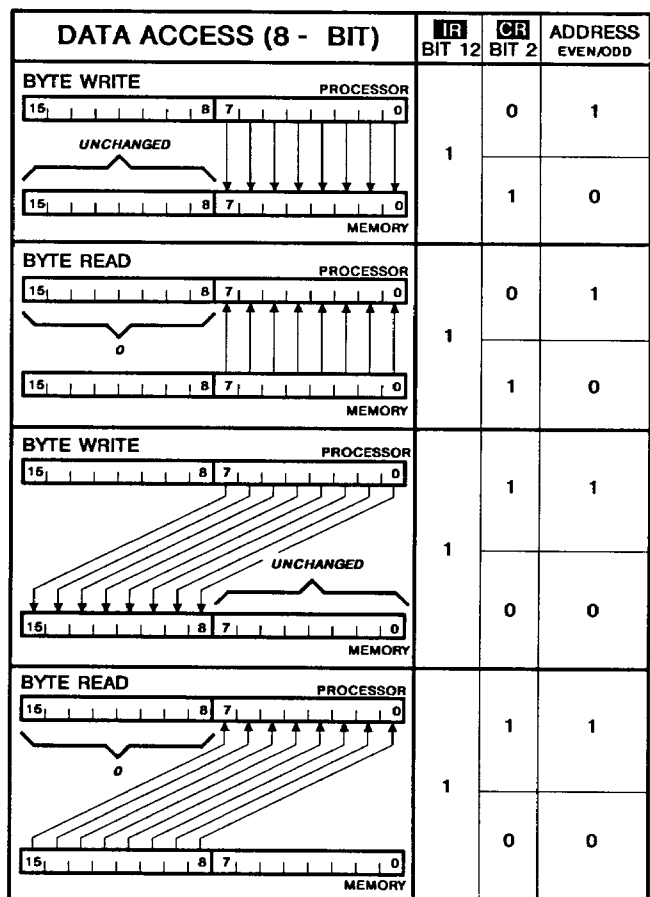 DATA ACCESS (8 - BIT)
IR BIT 12
CR BIT 2
ADDRESS EVEN/ODD
BYTE WRITE
PROCESSOR
15 8 7 0
UNCHANGED
15 8 7 0
MEMORY
1
0 1
1 0
BYTE READ
PROCESSOR
15 8 7 0
0
15 8 7 0
MEMORY
1
0 1
1 0
BYTE WRITE
PROCESSOR
15 8 7 0
UNCHANGED
15 8 7 0
MEMORY
1
1 1
0 0
BYTE READ
PROCESSOR
15 8 7 0
0
15 8 7 0
MEMORY
1
1 1
0 0